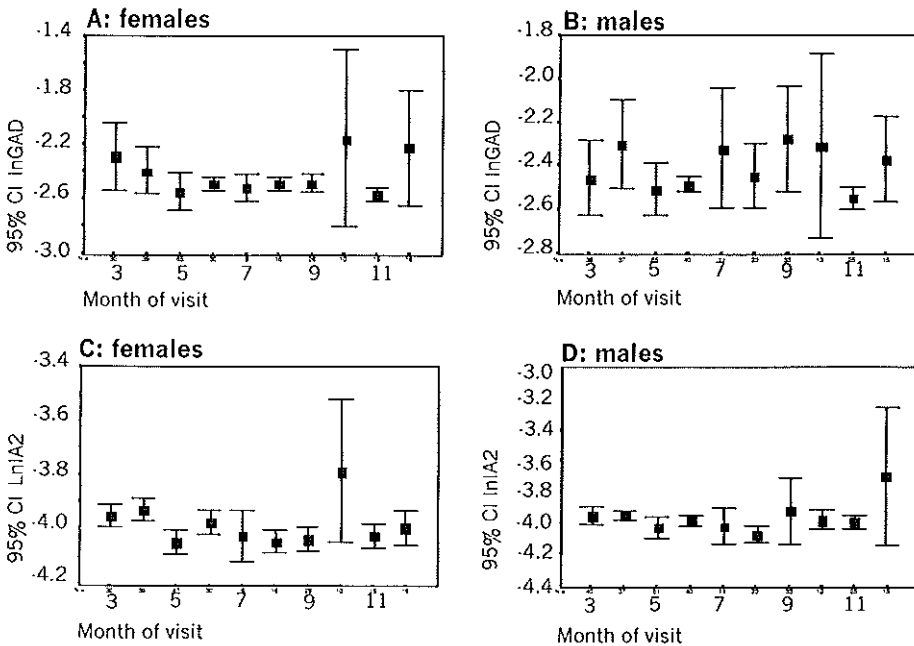 A: females
95% CI lnGAD
-1.4
-1.8
-2.2
-2.6
-3.0
3 5 7 9 11
Month of visit
B: males
95% CI lnGAD
-1.8
-2.0
-2.2
-2.4
-2.6
-2.8
3 5 7 9 11
Month of visit
C: females
95% CI LnIA2
-3.4
-3.6
-3.8
-4.0
-4.2
3 5 7 9 11
Month of visit
D: males
95% CI lnIA2
-3.0
-3.2
-3.4
-3.6
-3.8
-4.0
-4.2
-4.4
3 5 7 9 11
Month of visit